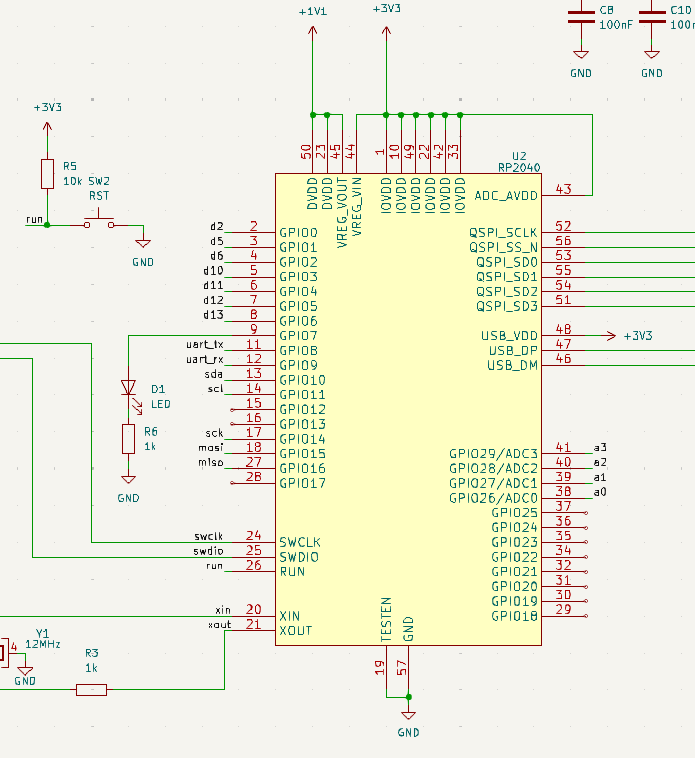 +1V1
+3V3
C8
100nF
GND
C10
100n
GND
+3V3
R5
10k
SW2
RST
run
GND
U2
RP2040
50
23
45
44
1
10
49
22
42
33
DVDD
DVDD
VREG_VOUT
VREG_VIN
IOVDD
IOVDD
IOVDD
IOVDD
IOVDD
IOVDD
ADC_AVDD 43
d2 2 GPIO0
d5 3 GPIO1
d6 4 GPIO2
d10 5 GPIO3
d11 6 GPIO4
d12 7 GPIO5
d13 8 GPIO6
9 GPIO7
uart_tx 11 GPIO8
uart_rx 12 GPIO9
sda 13 GPIO10
scl 14 GPIO11
15 GPIO12
16 GPIO13
sck 17 GPIO14
mosi 18 GPIO15
miso 27 GPIO16
28 GPIO17
swclk 24 SWCLK
swdio 25 SWDIO
run 26 RUN
xin 20 XIN
xout 21 XOUT
QSPI_SCLK 52
QSPI_SS_N 56
QSPI_SD0 53
QSPI_SD1 55
QSPI_SD2 54
QSPI_SD3 51
USB_VDD 48 +3V3
USB_DP 47
USB_DM 46
GPIO29/ADC3 41 a3
GPIO28/ADC2 40 a2
GPIO27/ADC1 39 a1
GPIO26/ADC0 38 a0
GPIO25 37
GPIO24 36
GPIO23 35
GPIO22 34
GPIO21 32
GPIO20 31
GPIO19 30
GPIO18 29
TESTEN
GND
19
57
GND
D1
LED
R6
1k
GND
Y1
12MHz
4
GND
R3
1k